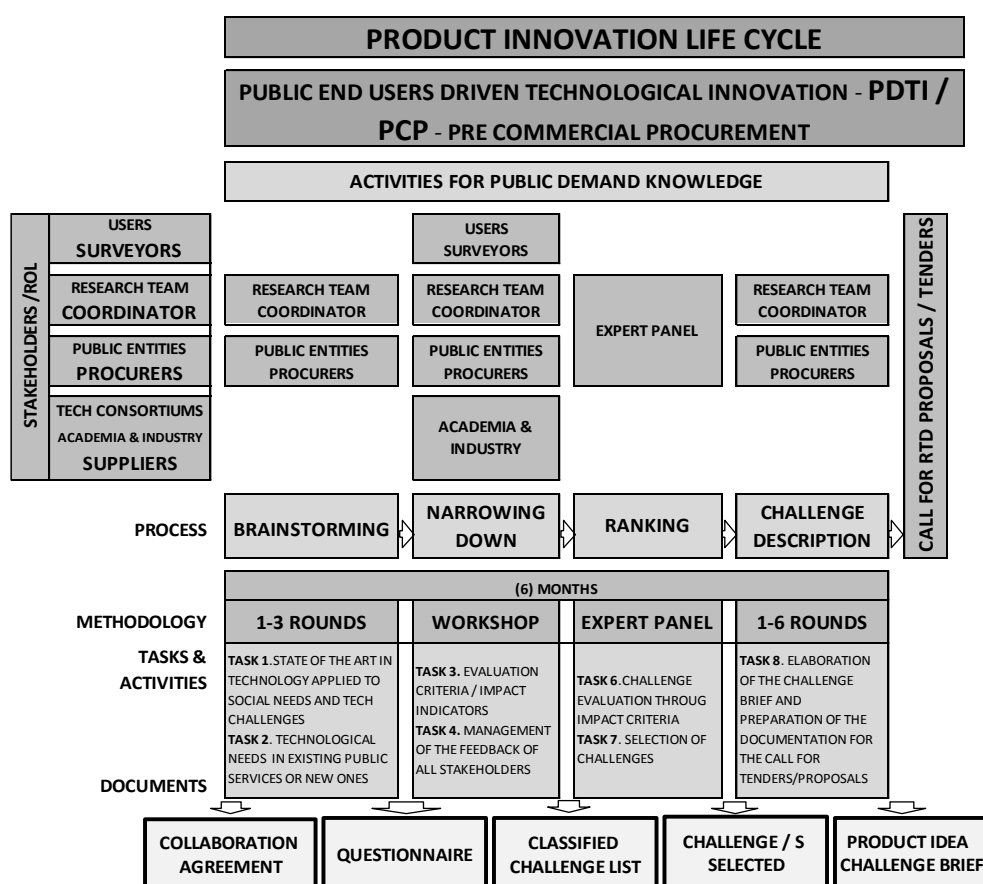 PRODUCT INNOVATION LIFE CYCLE
PUBLIC END USERS DRIVEN TECHNOLOGICAL INNOVATION - PDTI /
PCP - PRE COMMERCIAL PROCUREMENT
ACTIVITIES FOR PUBLIC DEMAND KNOWLEDGE
STAKEHOLDERS /ROL
USERS
SURVEYORS
RESEARCH TEAM
COORDINATOR
PUBLIC ENTITIES
PROCURERS
TECH CONSORTIUMS
ACADEMIA & INDUSTRY
SUPPLIERS
RESEARCH TEAM
COORDINATOR
PUBLIC ENTITIES
PROCURERS
USERS
SURVEYORS
RESEARCH TEAM
COORDINATOR
PUBLIC ENTITIES
PROCURERS
ACADEMIA &
INDUSTRY
EXPERT PANEL
RESEARCH TEAM
COORDINATOR
PUBLIC ENTITIES
PROCURERS
CALL FOR RTD PROPOSALS / TENDERS
PROCESS
BRAINSTORMING
NARROWING
DOWN
RANKING
CHALLENGE
DESCRIPTION
(6) MONTHS
METHODOLOGY
1-3 ROUNDS
WORKSHOP
EXPERT PANEL
1-6 ROUNDS
TASKS &
ACTIVITIES
TASK 1.STATE OF THE ART IN
TECHNOLOGY APPLIED TO
SOCIAL NEEDS AND TECH
CHALLENGES
TASK 2. TECHNOLOGICAL
NEEDS IN EXISTING PUBLIC
SERVICES OR NEW ONES
TASK 3. EVALUATION
CRITERIA / IMPACT
INDICATORS
TASK 4. MANAGEMENT
OF THE FEEDBACK OF
ALL STAKEHOLDERS
TASK 6.CHALLENGE
EVALUATION THROUG
IMPACT CRITERIA
TASK 7. SELECTION OF
CHALLENGES
TASK 8. ELABORATION
OF THE CHALLENGE
BRIEF AND
PREPARATION OF THE
DOCUMENTATION FOR
THE CALL FOR
TENDERS/PROPOSALS
DOCUMENTS
COLLABORATION
AGREEMENT
QUESTIONNAIRE
CLASSIFIED
CHALLENGE LIST
CHALLENGE / S
SELECTED
PRODUCT IDEA
CHALLENGE BRIEF